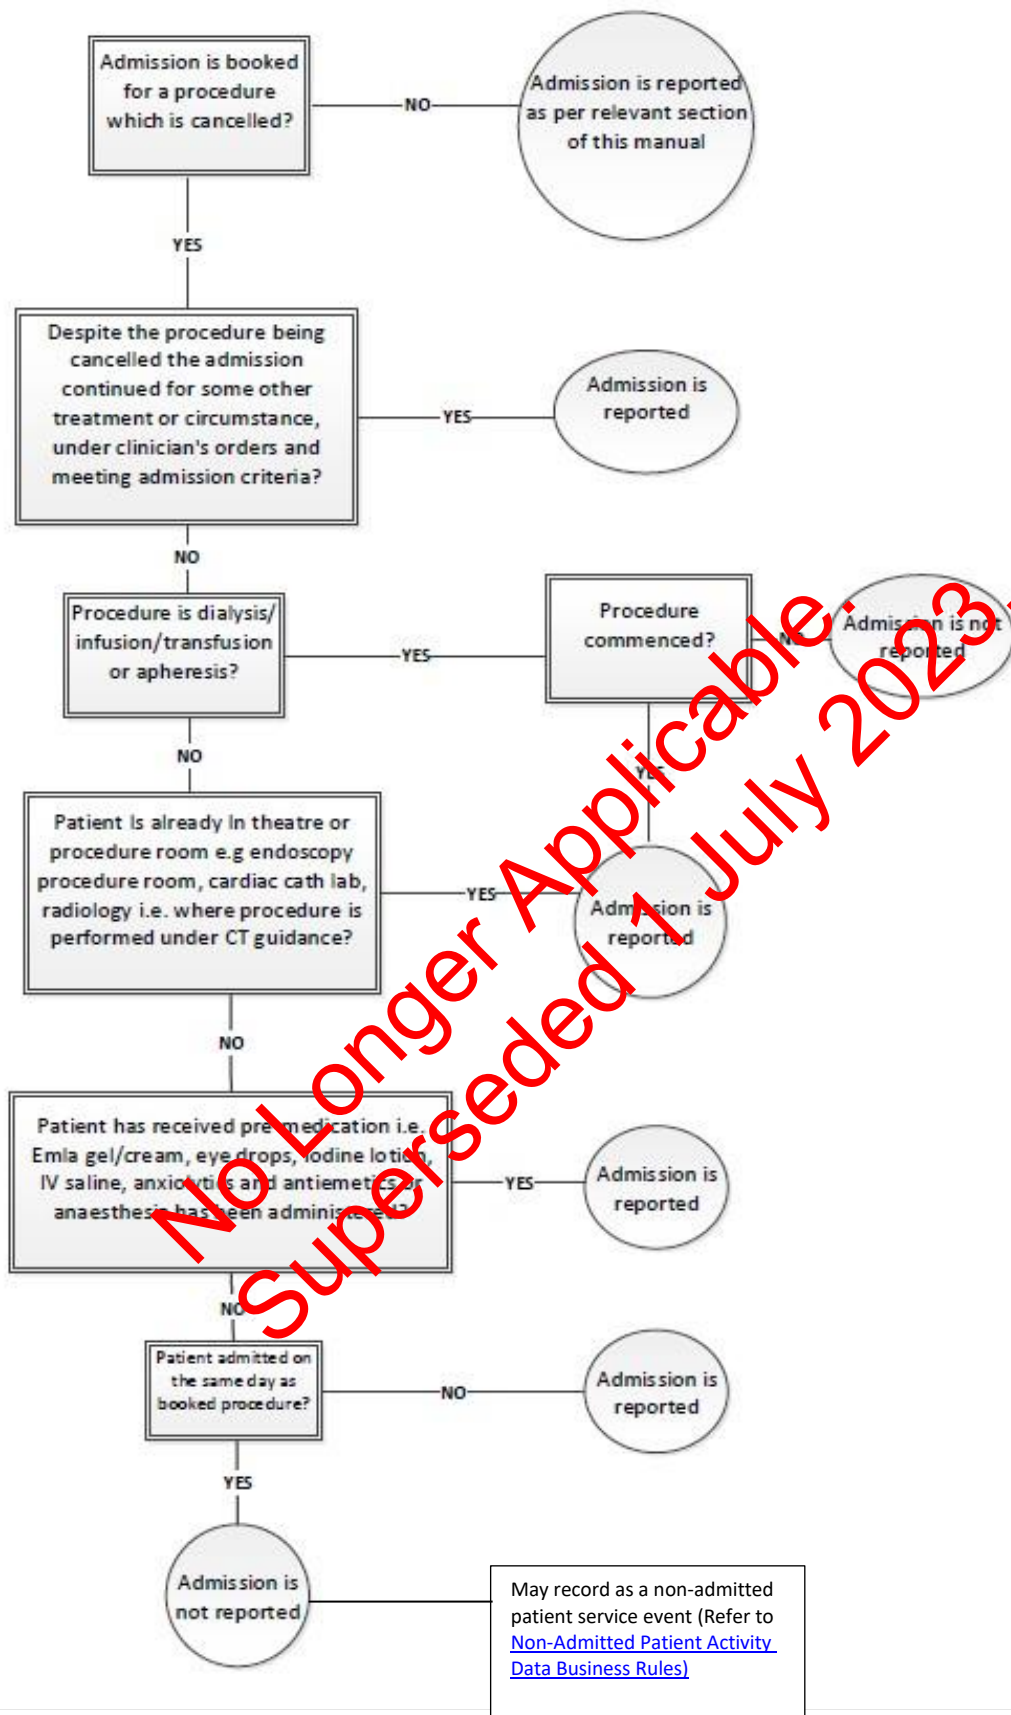 Admission is booked
for a procedure
which is cancelled?
NO
Admission is reported
as per relevant section
of this manual
YES
Despite the procedure being
cancelled the admission
continued for some other
treatment or circumstance,
under clinician's orders and
meeting admission criteria?
YES
Admission is
reported
NO
Procedure is dialysis/
infusion/transfusion
or apheresis?
YES
Procedure
commenced?
NO
Admission is not
reported
NO
YES
Patient Is already In theatre or
procedure room e.g endoscopy
procedure room, cardiac cath lab,
radiology i.e. where procedure is
performed under CT guidance?
YES
Admission is
reported
NO
Patient has received pre-medication i.e.
Emla gel/cream, eye drops, Iodine lotion,
IV saline, anxiolytics and antiemetics or
anaesthesia has been administered?
YES
Admission is
reported
NO
Patient admitted on
the same day as
booked procedure?
NO
Admission is
reported
YES
Admission is
not reported
May record as a non-admitted
patient service event (Refer to
Non-Admitted Patient Activity
Data Business Rules)
No Longer Applicable.
Superseded 1 July 2023.